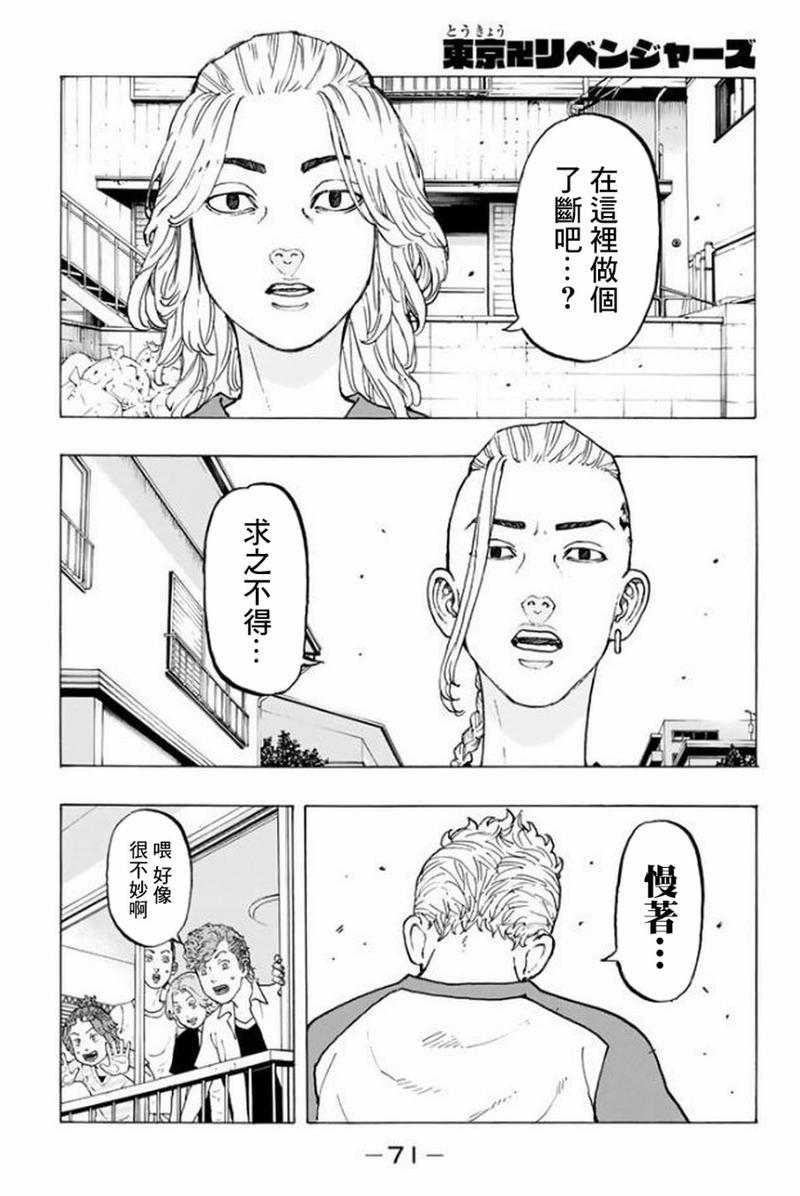 とうきょう
東京卍リベンジャーズ
在這裡做個
了斷吧…?
求之不得…
慢著…
喂 好像
很不妙啊
-71-